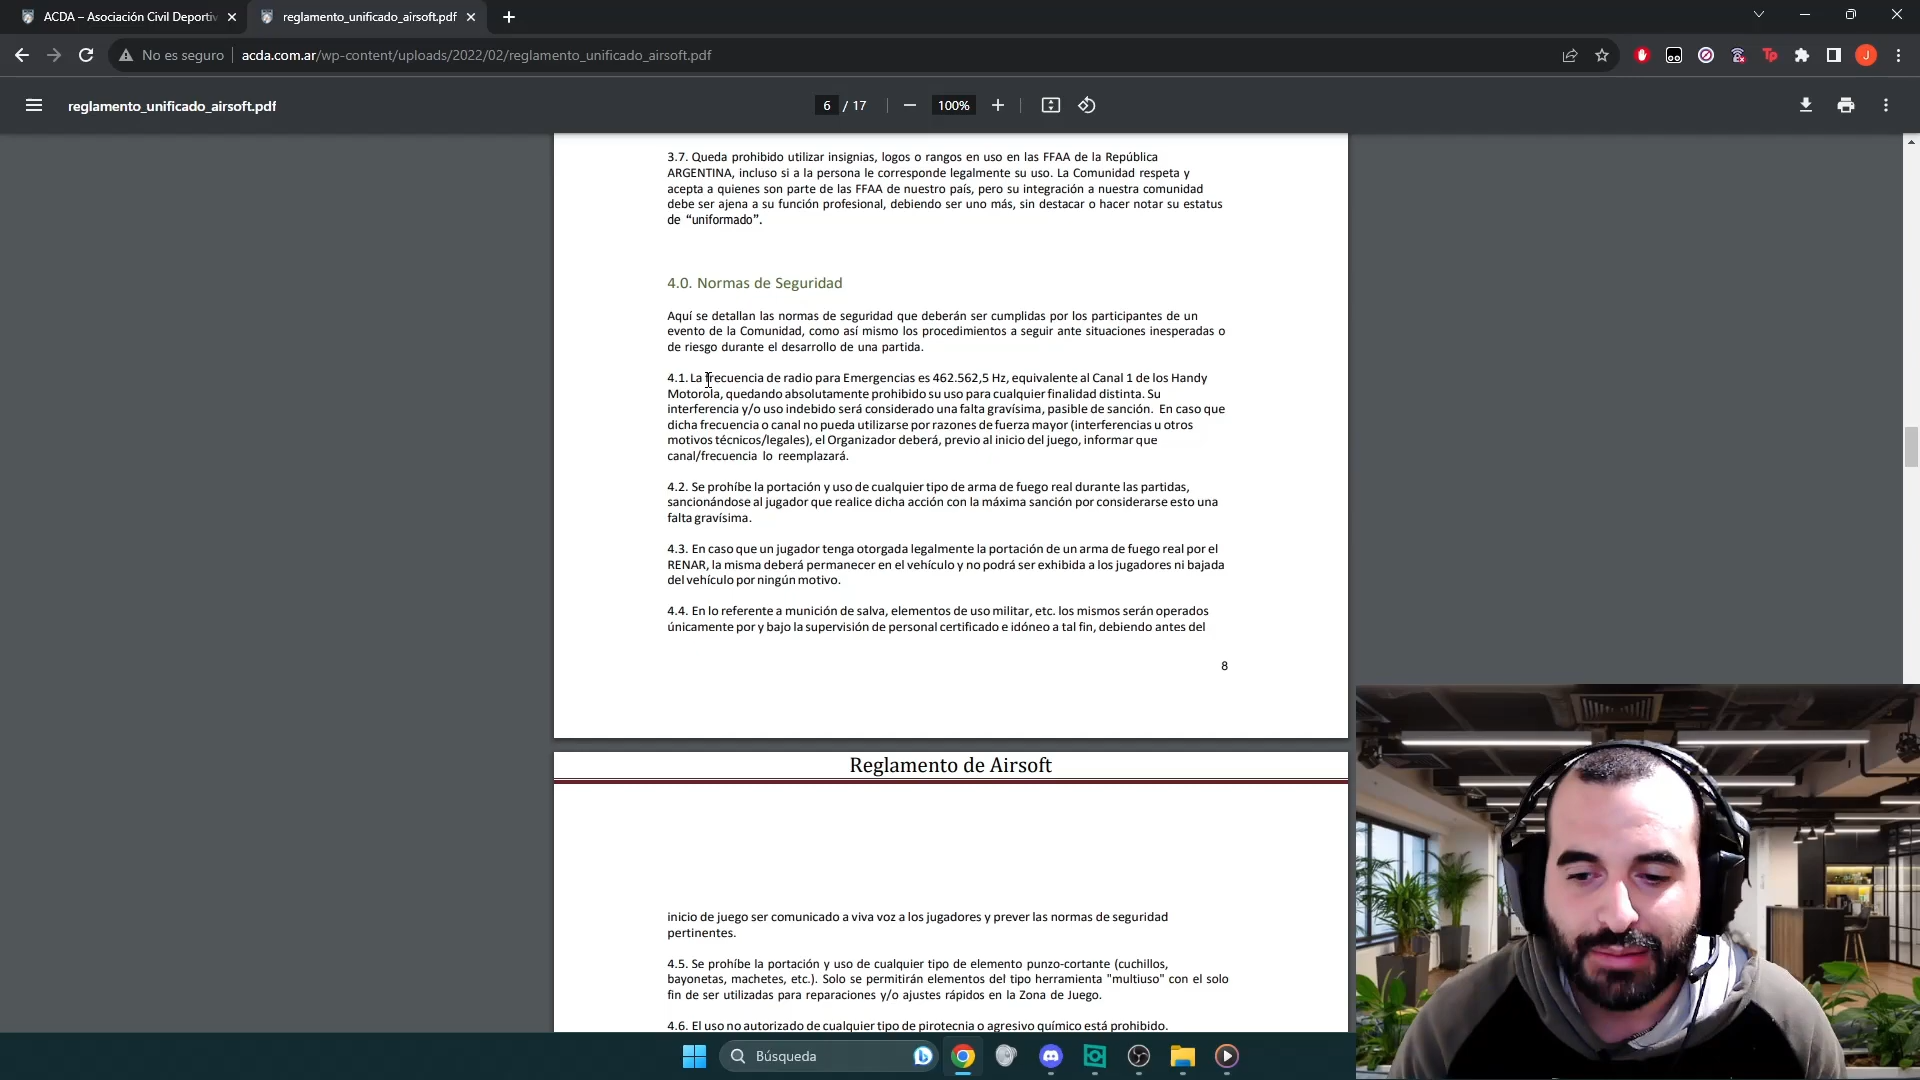 ACDA – Asociación Civil Deportiv
reglamento_unificado_airsoft.pdf
No es seguro
acda.com.ar/wp-content/uploads/2022/02/reglamento_unificado_airsoft.pdf
Tp
J
reglamento_unificado_airsoft.pdf
6 / 17
100%
3.7. Queda prohibido utilizar insignias, logos o rangos en uso en las FFAA de la República
ARGENTINA, incluso si a la persona le corresponde legalmente su uso. La Comunidad respeta y
acepta a quienes son parte de las FFAA de nuestro país, pero su integración a nuestra comunidad
debe ser ajena a su función profesional, debiendo ser uno más, sin destacar o hacer notar su estatus
de “uniformado”.
4.0. Normas de Seguridad
Aquí se detallan las normas de seguridad que deberán ser cumplidas por los participantes de un
evento de la Comunidad, como así mismo los procedimientos a seguir ante situaciones inesperadas o
de riesgo durante el desarrollo de una partida.
4.1. La frecuencia de radio para Emergencias es 462.562,5 Hz, equivalente al Canal 1 de los Handy
Motorola, quedando absolutamente prohibido su uso para cualquier finalidad distinta. Su
interferencia y/o uso indebido será considerado una falta gravísima, pasible de sanción. En caso que
dicha frecuencia o canal no pueda utilizarse por razones de fuerza mayor (interferencias u otros
motivos técnicos/legales), el Organizador deberá, previo al inicio del juego, informar que
canal/frecuencia lo reemplazará.
4.2. Se prohíbe la portación y uso de cualquier tipo de arma de fuego real durante las partidas,
sancionándose al jugador que realice dicha acción con la máxima sanción por considerarse esto una
falta gravísima.
4.3. En caso que un jugador tenga otorgada legalmente la portación de un arma de fuego real por el
RENAR, la misma deberá permanecer en el vehículo y no podrá ser exhibida a los jugadores ni bajada
del vehículo por ningún motivo.
4.4. En lo referente a munición de salva, elementos de uso militar, etc. los mismos serán operados
únicamente por y bajo la supervisión de personal certificado e idóneo a tal fin, debiendo antes del
8
Reglamento de Airsoft
inicio de juego ser comunicado a viva voz a los jugadores y prever las normas de seguridad
pertinentes.
4.5. Se prohíbe la portación y uso de cualquier tipo de elemento punzo-cortante (cuchillos,
bayonetas, machetes, etc.). Solo se permitirán elementos del tipo herramienta "multiuso" con el solo
fin de ser utilizadas para reparaciones y/o ajustes rápidos en la Zona de Juego.
4.6. El uso no autorizado de cualquier tipo de pirotecnia o agresivo químico está prohibido.
Búsqueda